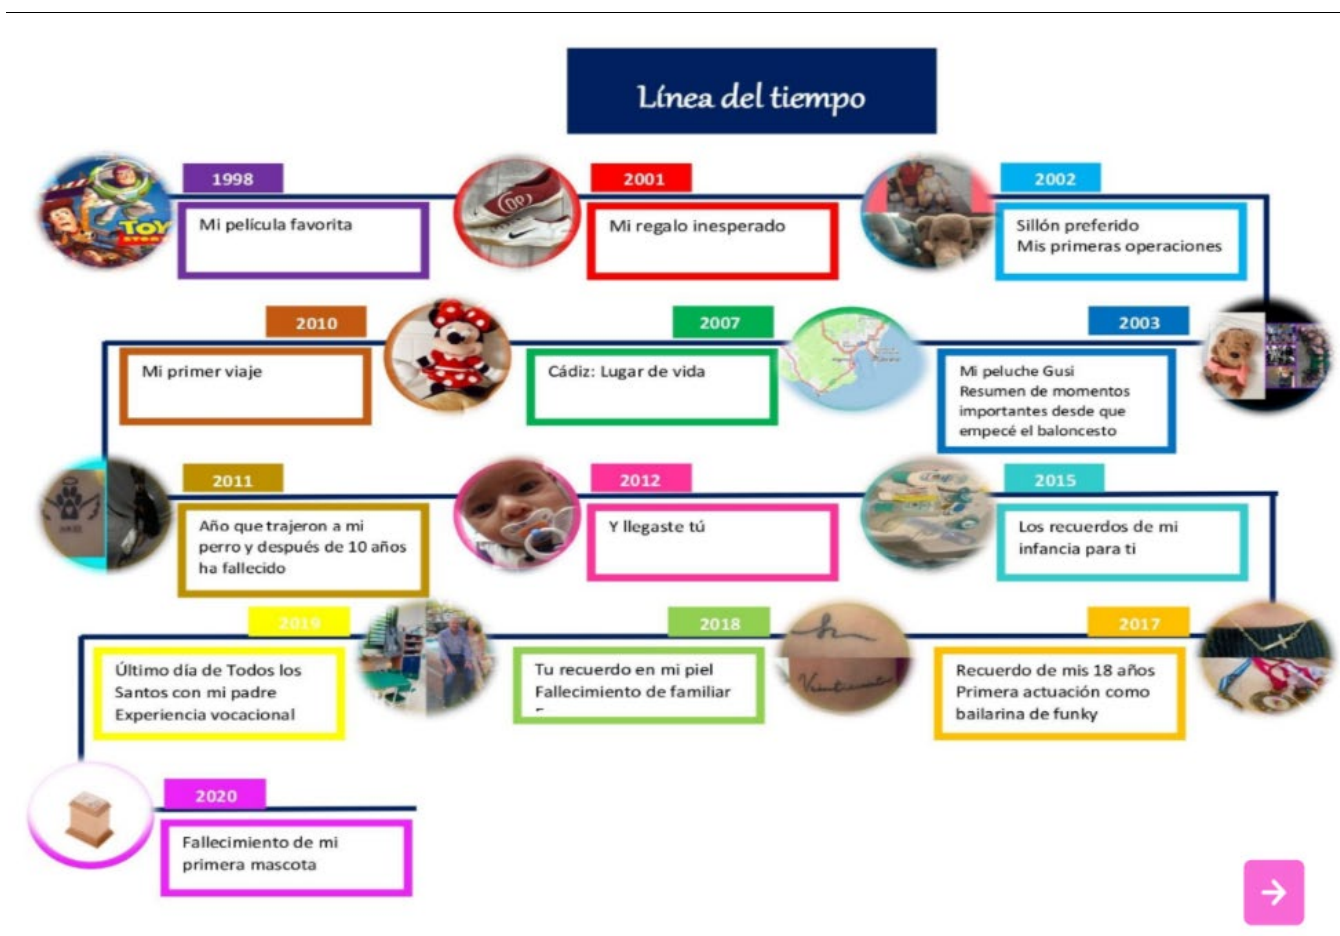 Línea del tiempo
1998
Mi película favorita
TOY
STORY
2001
Mi regalo inesperado
2002
Sillón preferido
Mis primeras operaciones
2003
Mi peluche Gusi
Resumen de momentos
importantes desde que
empecé el baloncesto
2007
Cádiz: Lugar de vida
2010
Mi primer viaje
2011
Año que trajeron a mi
perro y después de 10 años
ha fallecido
2012
Y llegaste tú
2015
Los recuerdos de mi
infancia para ti
2017
Recuerdo de mis 18 años
Primera actuación como
bailarina de funky
2018
Tu recuerdo en mi piel
Fallecimiento de familiar
2019
Último día de Todos los
Santos con mi padre
Experiencia vocacional
2020
Fallecimiento de mi
primera mascota